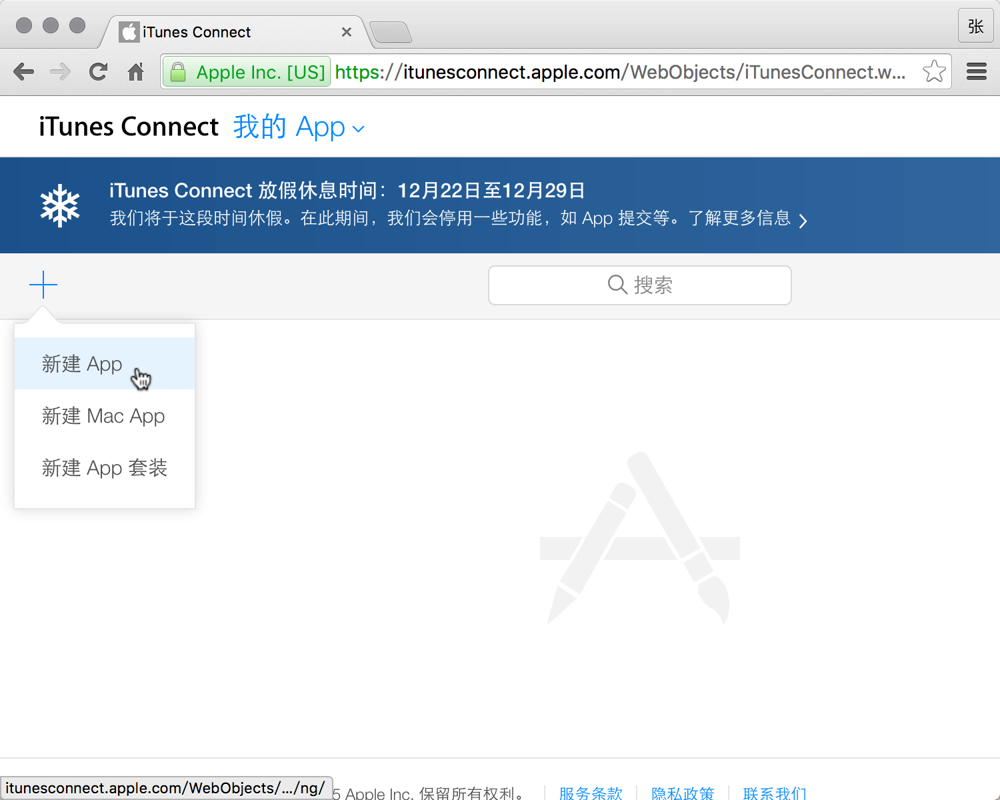 iTunes Connect
张
Apple Inc. [US] https://itunesconnect.apple.com/WebObjects/iTunesConnect.w...
iTunes Connect 我的 App
iTunes Connect 放假休息时间：12月22日至12月29日
我们将于这段时间休假。在此期间，我们会停用一些功能，如 App 提交等。了解更多信息
搜索
新建 App
新建 Mac App
新建 App 套装
itunesconnect.apple.com/WebObjects/.../ng/
5 Apple Inc. 保留所有权利。 服务条款 隐私政策 联系我们